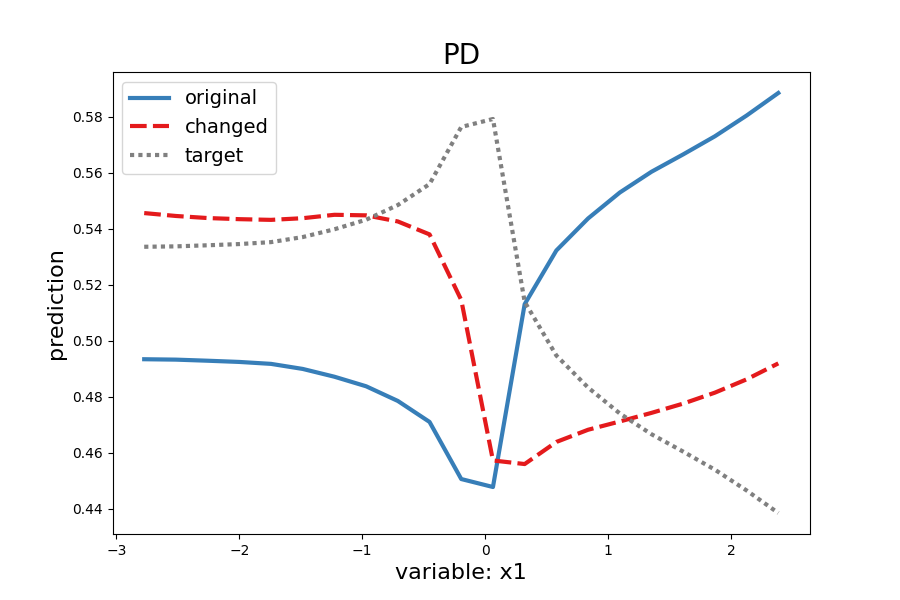 PD
original
changed
target
prediction
0.58
0.56
0.54
0.52
0.50
0.48
0.46
0.44
−3
−2
−1
0
1
2
variable: x1